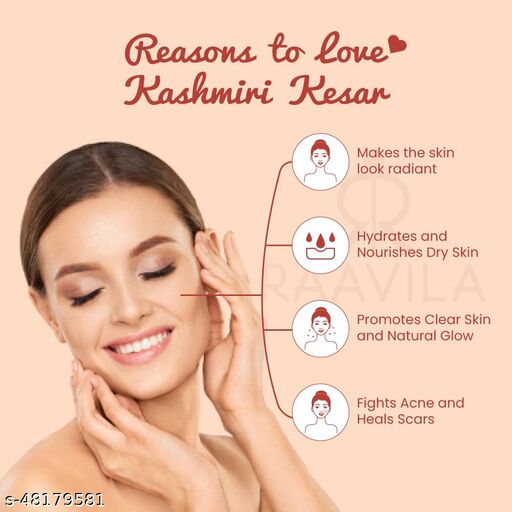 Reasons to Love
Kashmiri Kesar
Makes the skin
look radiant
Hydrates and
Nourishes Dry Skin
RAAVILA
Promotes Clear Skin
and Natural Glow
Fights Acne and
Heals Scars
s-48179581